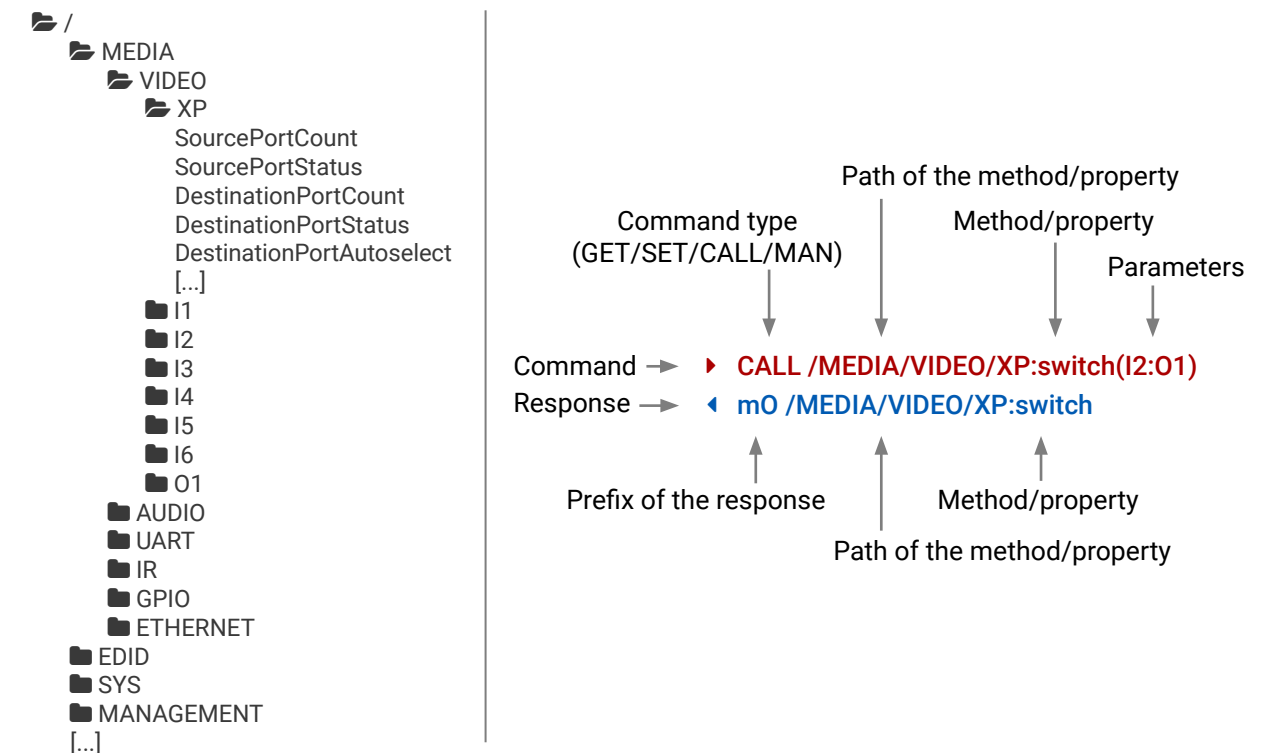 /
MEDIA
VIDEO
XP
SourcePortCount
SourcePortStatus
DestinationPortCount
DestinationPortStatus
DestinationPortAutoselect
[...]
I1
I2
I3
I4
I5
I6
O1
AUDIO
UART
IR
GPIO
ETHERNET
EDID
SYS
MANAGEMENT
[...]
Path of the method/property
Command type
(GET/SET/CALL/MAN)
Method/property
Parameters
Command
CALL /MEDIA/VIDEO/XP:switch(I2:O1)
Response
mO /MEDIA/VIDEO/XP:switch
Prefix of the response
Method/property
Path of the method/property